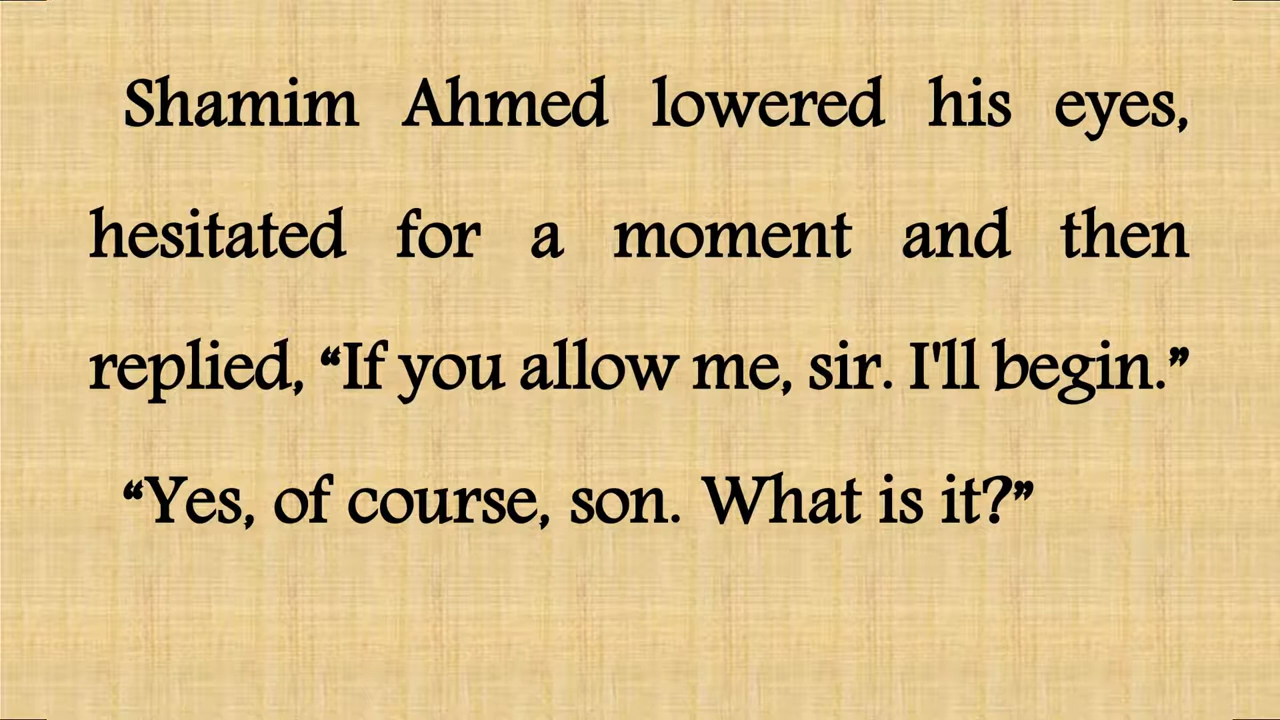 Shamim Ahmed lowered his eyes,
hesitated for a moment and then
replied, “If you allow me, sir. I'll begin.”
“Yes, of course, son. What is it?”